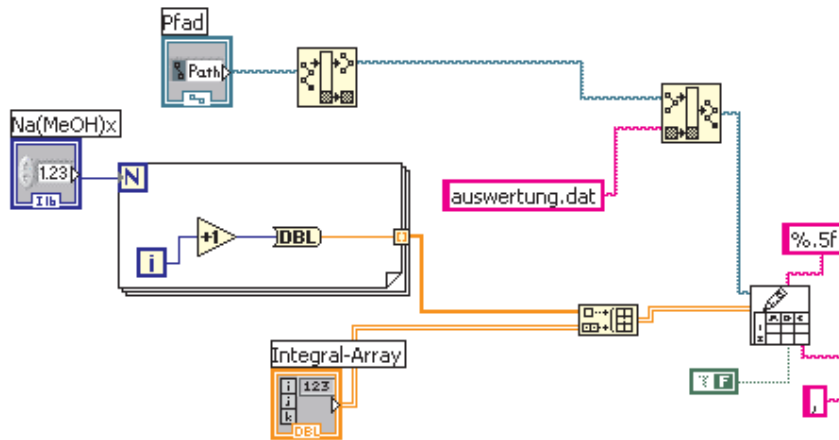 Pfad
Path
Na(MeOH)x
1.23
I16
N
auswertung.dat
+1
DBL
i
%.5f
Integral-Array
i
j
k
123
DBL
? F
,